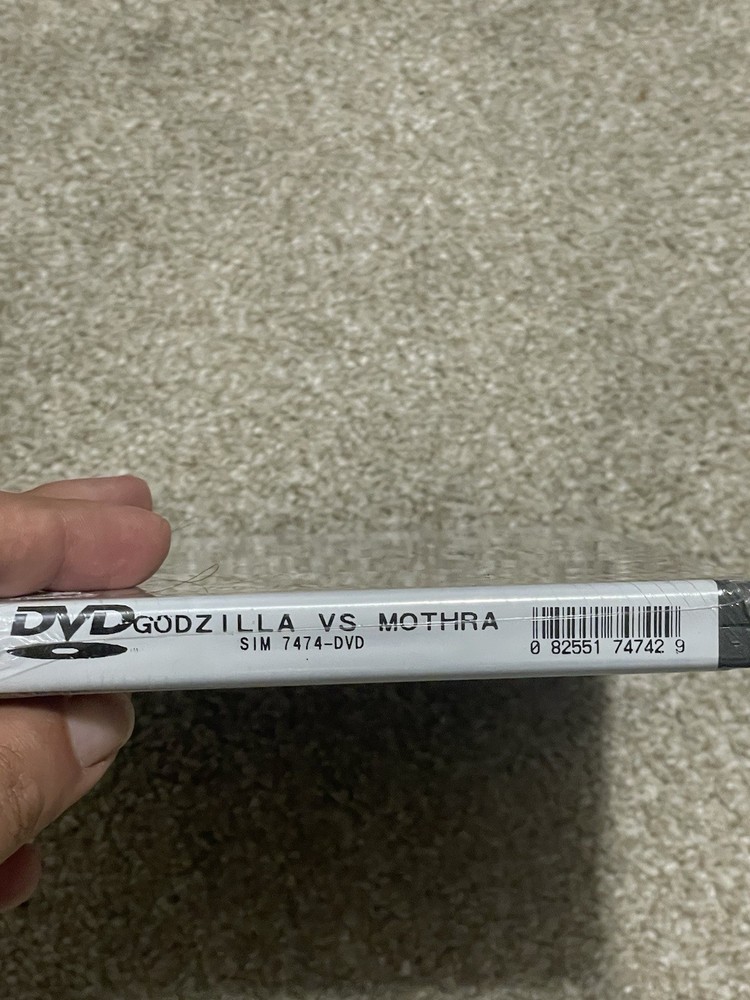 DVD GODZILLA VS MOTHRA
SIM 7474-DVD
0 82551 74742 9